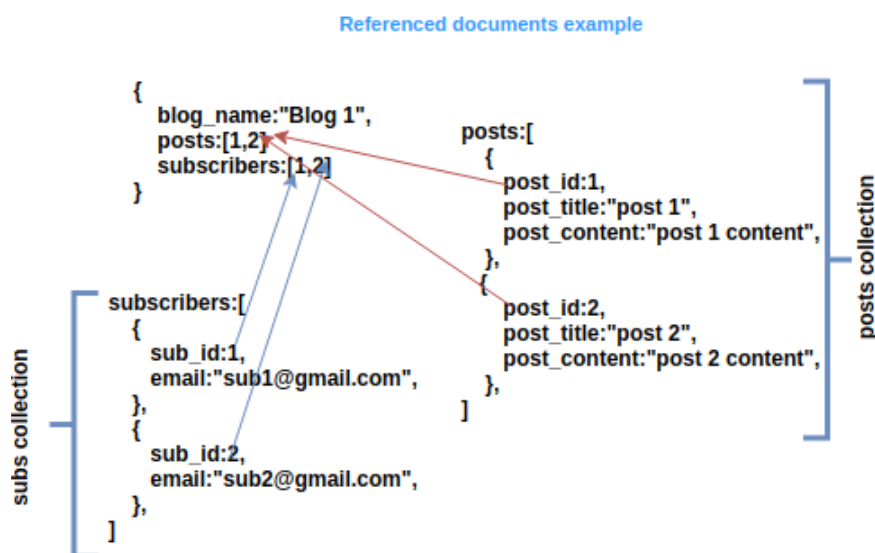 Referenced documents example
{
blog_name:"Blog 1",
posts:[1,2],
subscribers:[1,2]
}
posts:[
{
post_id:1,
post_title:"post 1",
post_content:"post 1 content",
},
{
post_id:2,
post_title:"post 2",
post_content:"post 2 content",
},
]
posts collection
subs collection
subscribers:[
{
sub_id:1,
email:"sub1@gmail.com",
},
{
sub_id:2,
email:"sub2@gmail.com",
},
]